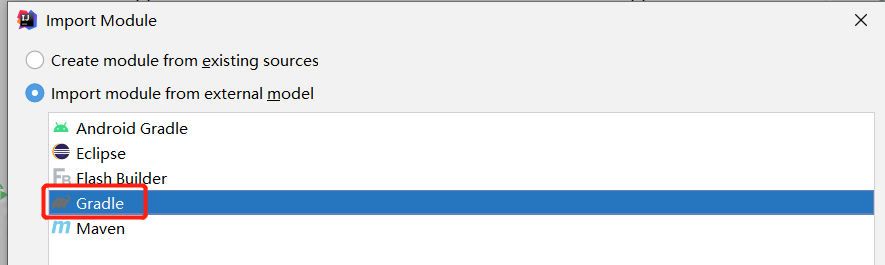 Import Module
Create module from existing sources
Import module from external model
Android Gradle
Eclipse
FB Flash Builder
Gradle
m Maven